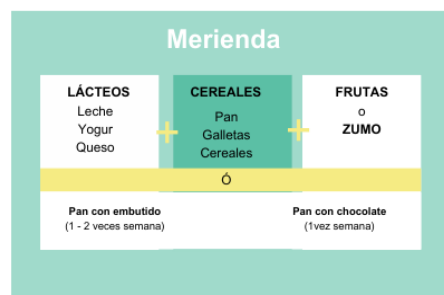 Merienda
LÁCTEOS
Leche
Yogur
Queso
+
CEREALES
Pan
Galletas
Cereales
+
FRUTAS
o
ZUMO
Ó
Pan con embutido
(1 - 2 veces semana)
Pan con chocolate
(1vez semana)